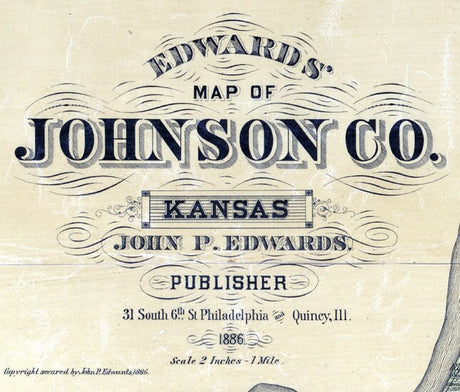 EDWARDS'
MAP OF
JOHNSON CO.
KANSAS
JOHN P. EDWARDS.
PUBLISHER
31 South 6th St Philadelphia and Quincy, Ill.
1886
Scale 2 Inches - 1 Mile.
Copyright secured by John P. Edwards 1886.